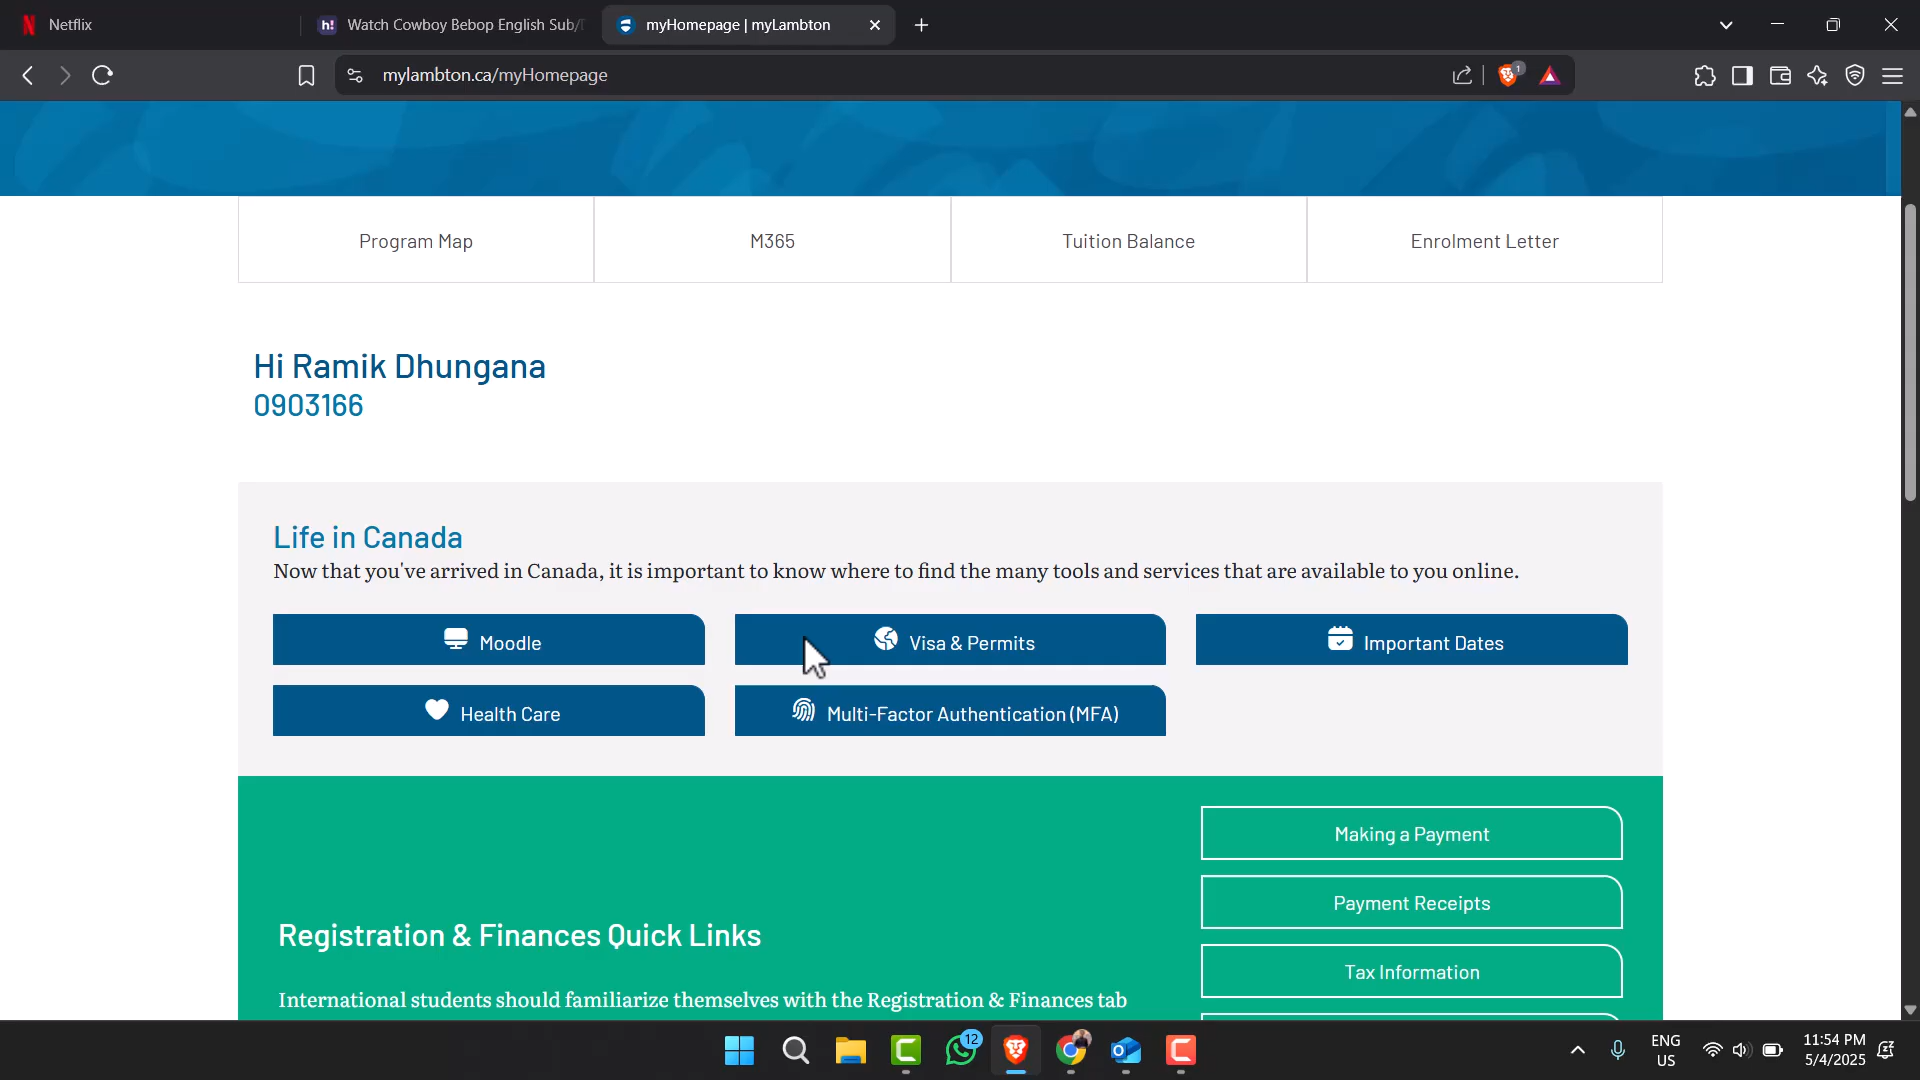 Netflix
Watch Cowboy Bebop English Sub/
myHomepage | myLambton
mylambton.ca/myHomepage
1
Program Map
M365
Tuition Balance
Enrolment Letter
Hi Ramik Dhungana
0903166
Life in Canada
Now that you've arrived in Canada, it is important to know where to find the many tools and services that are available to you online.
Moodle
Visa & Permits
Important Dates
Health Care
Multi-Factor Authentication (MFA)
Making a Payment
Payment Receipts
Tax Information
Registration & Finances Quick Links
International students should familiarize themselves with the Registration & Finances tab
12
ENG
US
11:54 PM
5/4/2025